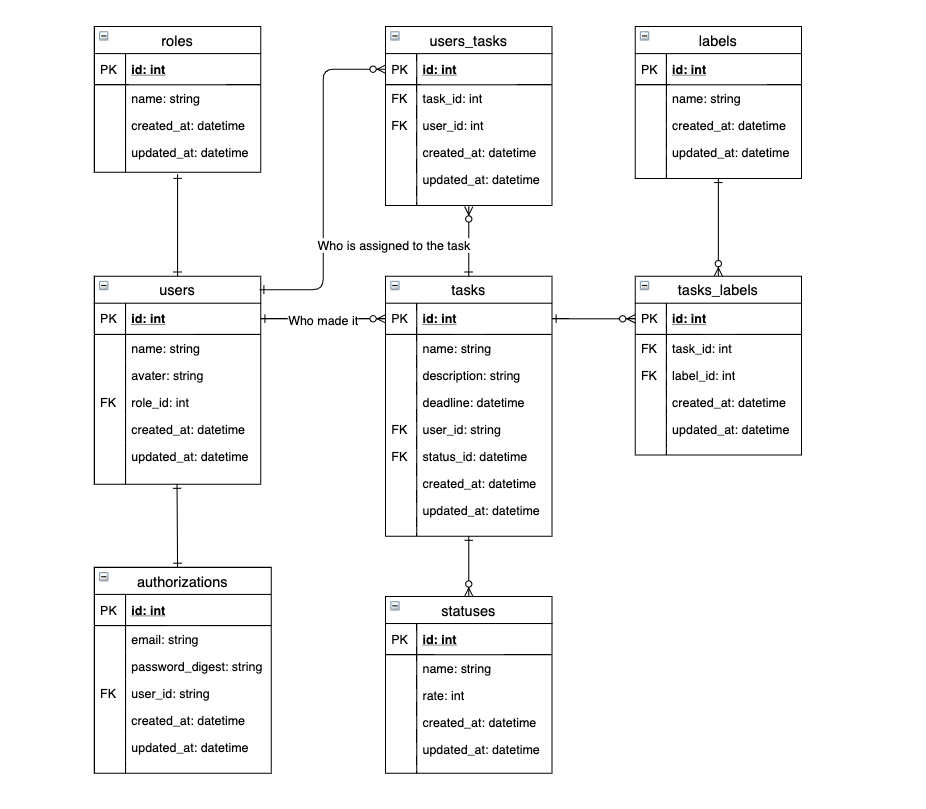 roles
PK id: int
name: string
created_at: datetime
updated_at: datetime
users_tasks
PK id: int
FK task_id: int
FK user_id: int
created_at: datetime
updated_at: datetime
labels
PK id: int
name: string
created_at: datetime
updated_at: datetime
Who is assigned to the task
users
PK id: int
name: string
avater: string
FK role_id: int
created_at: datetime
updated_at: datetime
Who made it
tasks
PK id: int
name: string
description: string
deadline: datetime
FK user_id: string
FK status_id: datetime
created_at: datetime
updated_at: datetime
tasks_labels
PK id: int
FK task_id: int
FK label_id: int
created_at: datetime
updated_at: datetime
authorizations
PK id: int
email: string
password_digest: string
FK user_id: string
created_at: datetime
updated_at: datetime
statuses
PK id: int
name: string
rate: int
created_at: datetime
updated_at: datetime